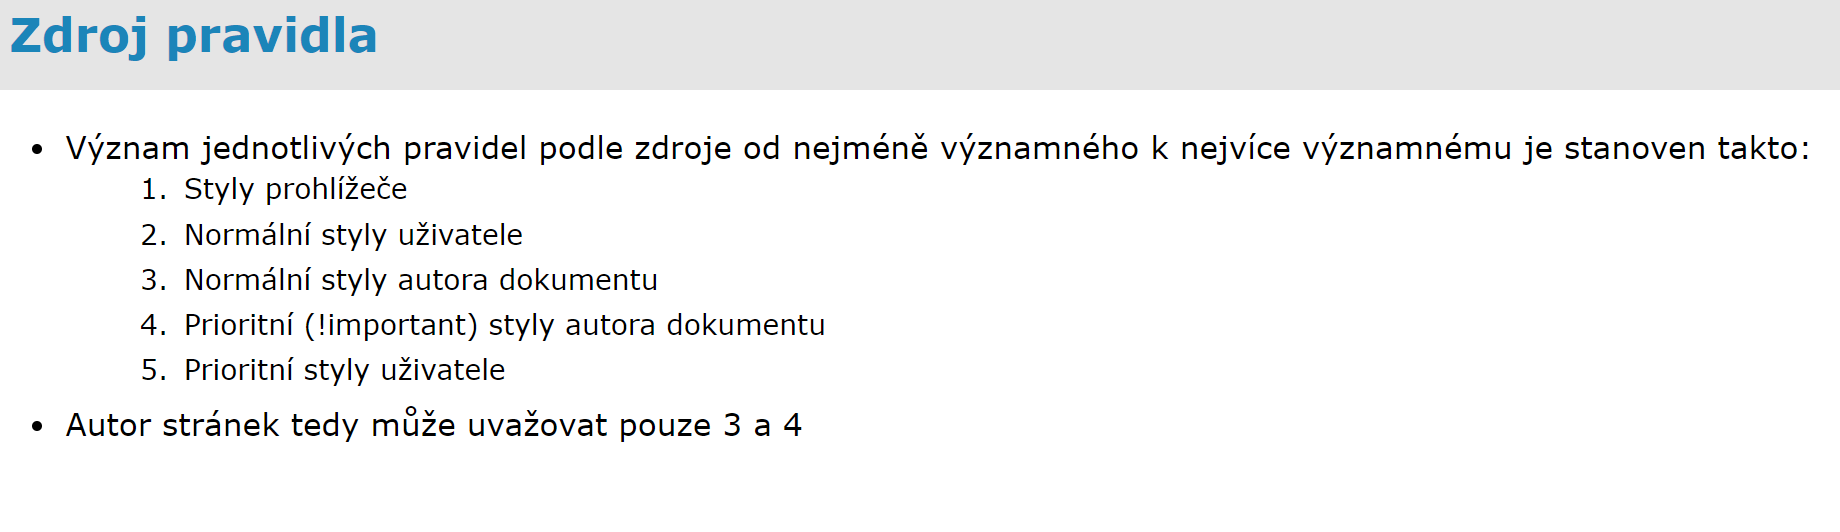 Zdroj pravidla
• Význam jednotlivých pravidel podle zdroje od nejméně významného k nejvíce významnému je stanoven takto:
1. Styly prohlížeče
2. Normální styly uživatele
3. Normální styly autora dokumentu
4. Prioritní (!important) styly autora dokumentu
5. Prioritní styly uživatele
• Autor stránek tedy může uvažovat pouze 3 a 4